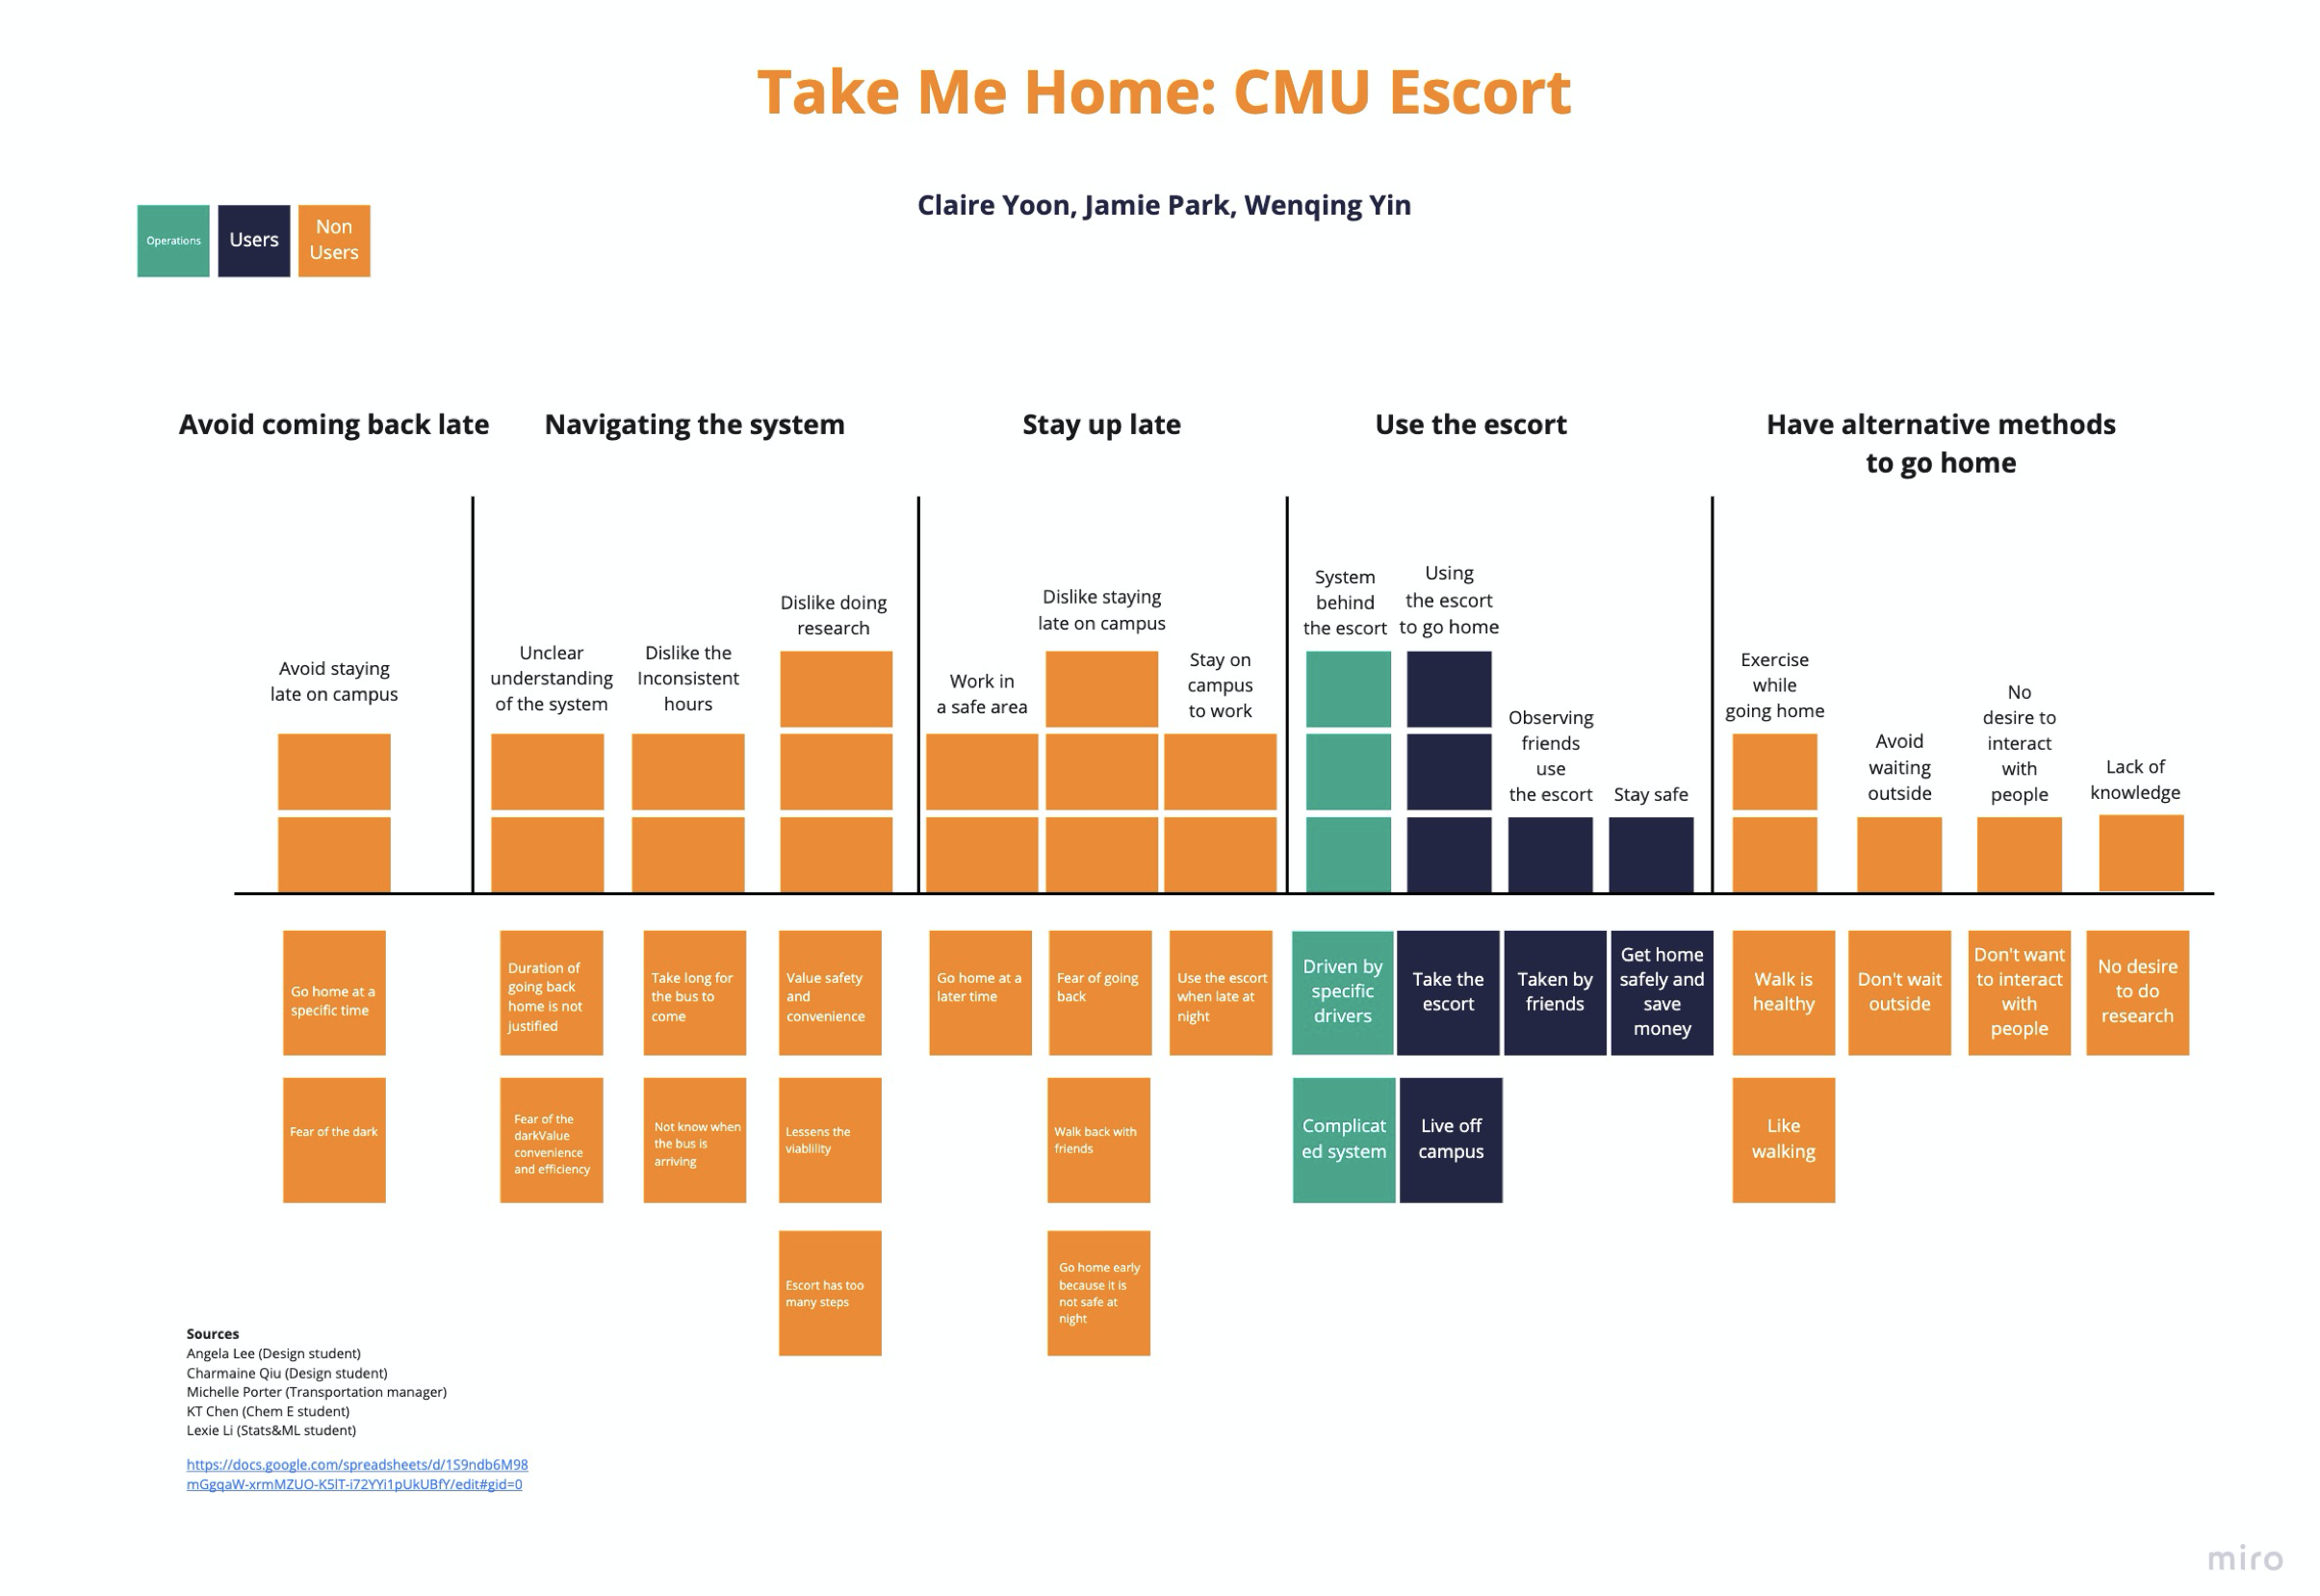 Take Me Home: CMU Escort
Claire Yoon, Jamie Park, Wenqing Yin
Operations
Users
Non
Users
Avoid coming back late
Navigating the system
Stay up late
Use the escort
Have alternative methods
to go home
Avoid staying
late on campus
Unclear
understanding
of the system
Dislike the
Inconsistent
hours
Dislike doing
research
Work in
a safe area
Dislike staying
late on campus
Stay on
campus
to work
System
behind
the escort
Using
the escort
to go home
Observing
friends
use
the escort
Stay safe
Exercise
while
going home
Avoid
waiting
outside
No
desire to
interact
with
people
Lack of
knowledge
Go home at a
specific time
Duration of
going back
home is not
justified
Take long for
the bus to
come
Value safety
and
convenience
Go home at a
later time
Fear of going
back
Use the escort
when late at
night
Driven by
specific
drivers
Take the
escort
Taken by
friends
Get home
safely and
save
money
Walk is
healthy
Don't wait
outside
Don't want
to interact
with
people
No desire
to do
research
Fear of the dark
Fear of the
darkValue
convenience
and efficiency
Not know when
the bus is
arriving
Lessens the
viablility
Walk back with
friends
Complicat
ed system
Live off
campus
Like
walking
Escort has too
many steps
Go home early
because it is
not safe at
night
Sources
Angela Lee (Design student)
Charmaine Qiu (Design student)
Michelle Porter (Transportation manager)
KT Chen (Chem E student)
Lexie Li (Stats&ML student)
https://docs.google.com/spreadsheets/d/1S9ndb6M98
mGgqaW-xrmMZUO-K5lT-i72YYi1pUkUBfY/edit#gid=0
miro